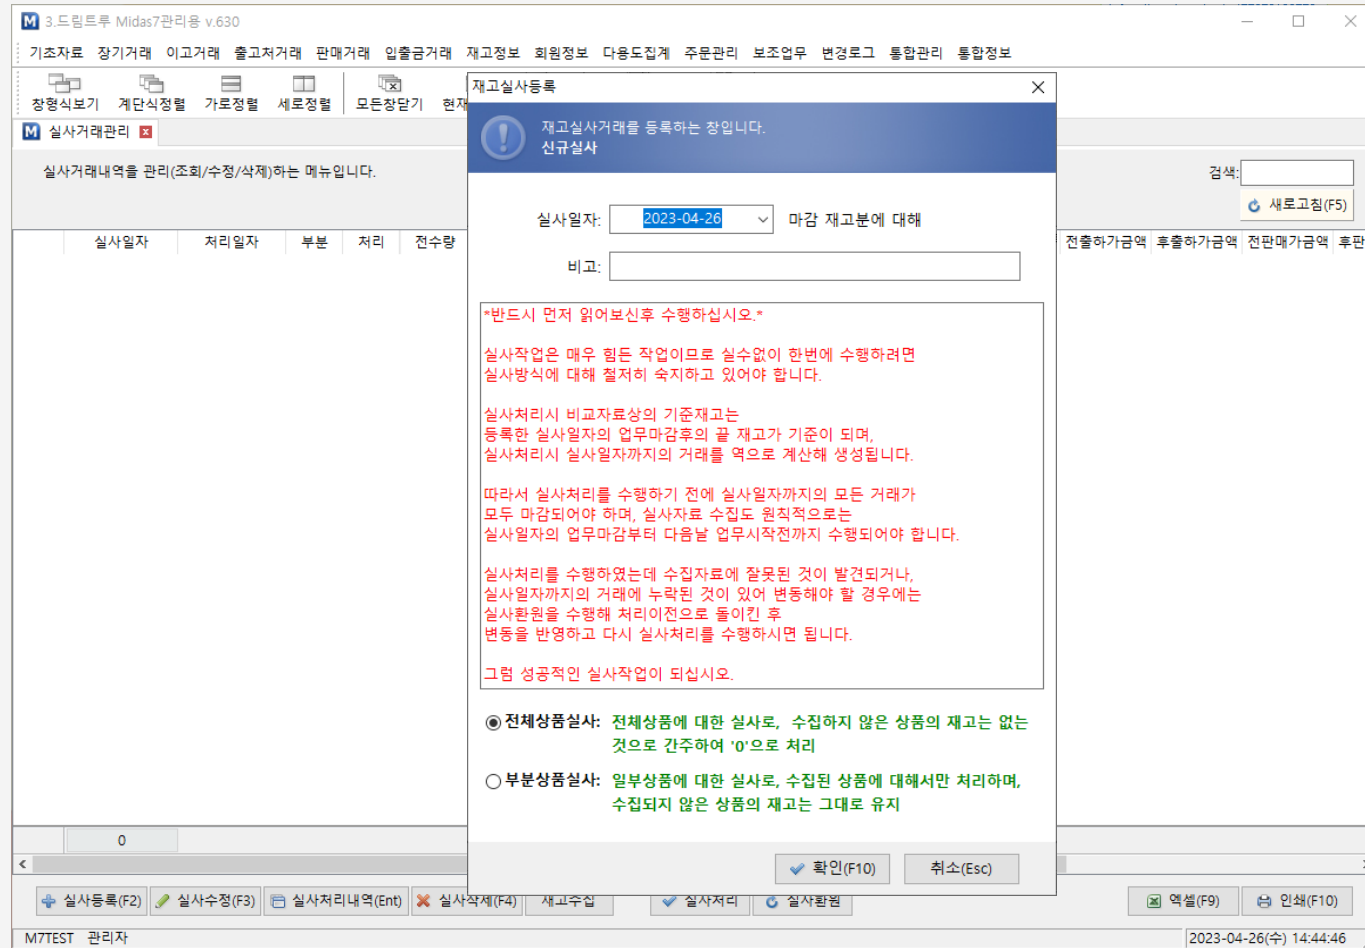 3.드림트루 Midas7관리용 v.630
기초자료 장기거래 이고거래 출고처거래 판매거래 입출금거래 재고정보 회원정보 다용도집계 주문관리 보조업무 변경로그 통합관리 통합정보
창형식보기 계단식정렬 가로정렬 세로정렬 모든창닫기 현재
실사거래관리
실사거래내역을 관리(조회/수정/삭제)하는 메뉴입니다.
검색:
새로고침(F5)
실사일자 처리일자 부분 처리 전수량 전출하가금액 후출하가금액 전판매가금액 후판
재고실사등록
재고실사거래를 등록하는 창입니다.
신규실사
실사일자: 2023-04-26 마감 재고분에 대해
비고:
*반드시 먼저 읽어보신후 수행하십시오.*
실사작업은 매우 힘든 작업이므로 실수없이 한번에 수행하려면
실사방식에 대해 철저히 숙지하고 있어야 합니다.
실사처리시 비교자료상의 기준재고는
등록한 실사일자의 업무마감후의 끝 재고가 기준이 되며,
실사처리시 실사일자까지의 거래를 역으로 계산해 생성됩니다.
따라서 실사처리를 수행하기 전에 실사일자까지의 모든 거래가
모두 마감되어야 하며, 실사자료 수집도 원칙적으로는
실사일자의 업무마감부터 다음날 업무시작전까지 수행되어야 합니다.
실사처리를 수행하였는데 수집자료에 잘못된 것이 발견되거나,
실사일자까지의 거래에 누락된 것이 있어 변동해야 할 경우에는
실사환원을 수행해 처리이전으로 돌이킨 후
변동을 반영하고 다시 실사처리를 수행하시면 됩니다.
그럼 성공적인 실사작업이 되십시오.
전체상품실사: 전체상품에 대한 실사로, 수집하지 않은 상품의 재고는 없는
것으로 간주하여 '0'으로 처리
부분상품실사: 일부상품에 대한 실사로, 수집된 상품에 대해서만 처리하며,
수집되지 않은 상품의 재고는 그대로 유지
확인(F10) 취소(Esc)
0
실사등록(F2) 실사수정(F3) 실사처리내역(Ent) 실사삭제(F4) 재고수집 실사처리 실사환원 엑셀(F9) 인쇄(F10)
M7TEST 관리자 2023-04-26(수) 14:44:46